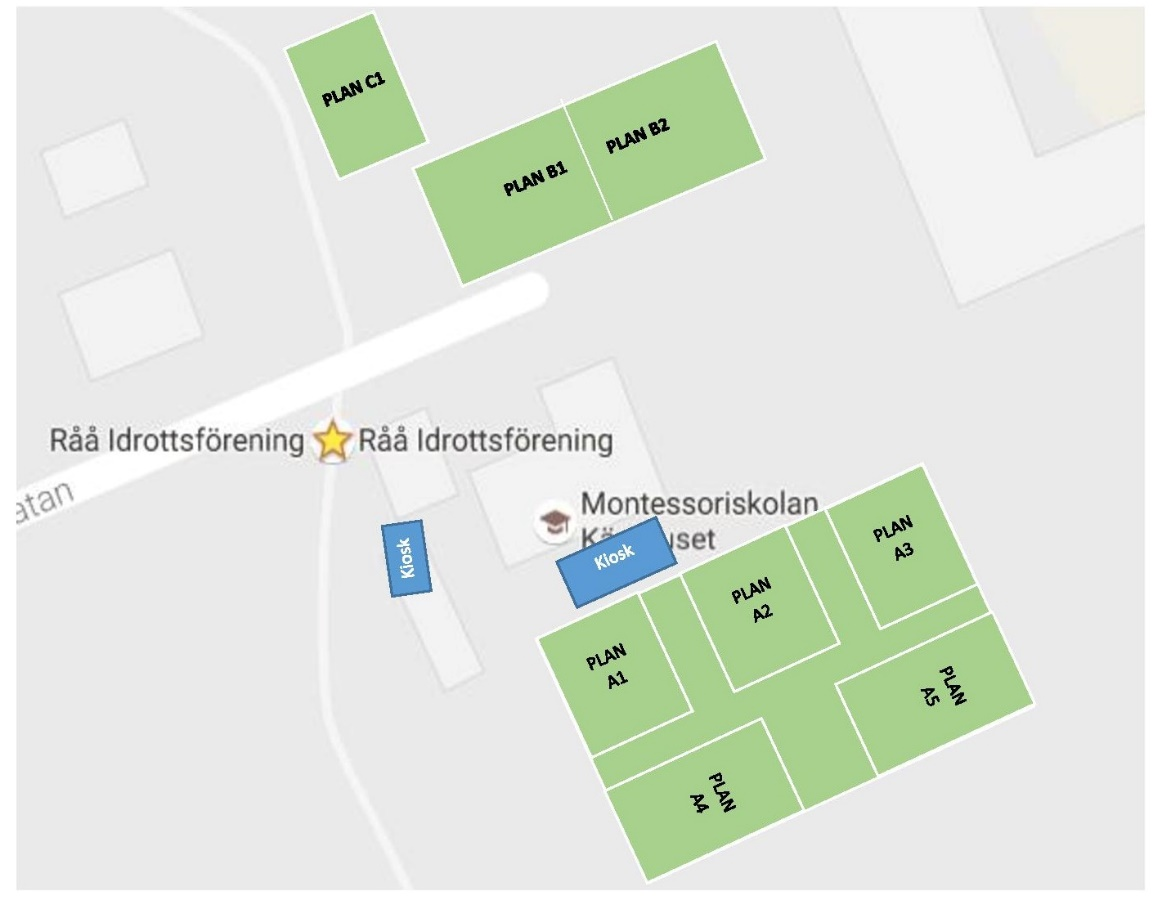 PLAN C1
PLAN B2
PLAN B1
Råå Idrottsförening
Råå Idrottsförening
atan
Montessoriskolan
Kiosk
Kiosk
PLAN
A3
PLAN
A2
PLAN
A1
PLAN
A5
PLAN
A4